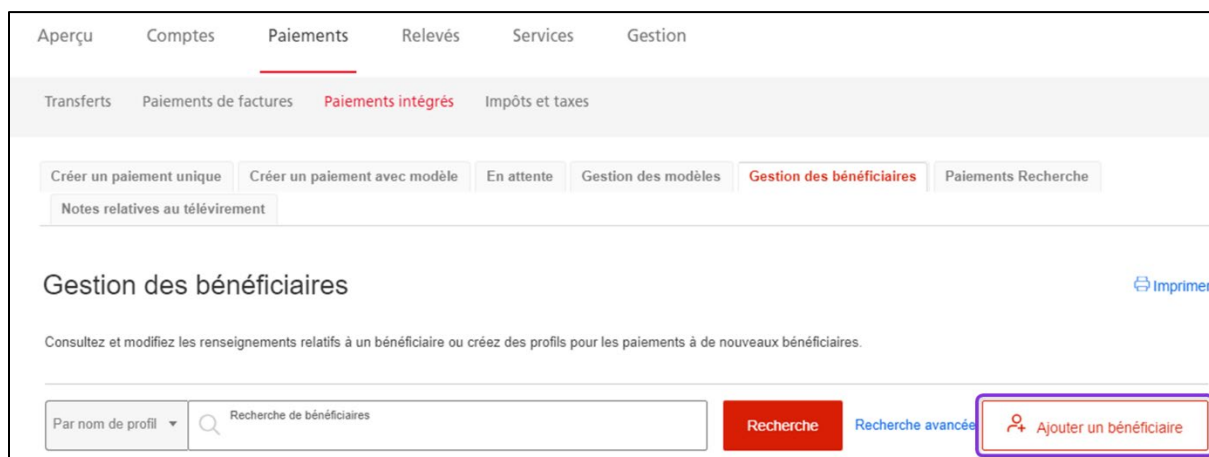 Aperçu Comptes Paiements Relevés Services Gestion
Transferts Paiements de factures Paiements intégrés Impôts et taxes
Créer un paiement unique Créer un paiement avec modèle En attente Gestion des modèles Gestion des bénéficiaires Paiements Recherche
Notes relatives au télévirement
Gestion des bénéficiaires
Imprimer
Consultez et modifiez les renseignements relatifs à un bénéficiaire ou créez des profils pour les paiements à de nouveaux bénéficiaires.
Par nom de profil Recherche de bénéficiaires Recherche Recherche avancée Ajouter un bénéficiaire